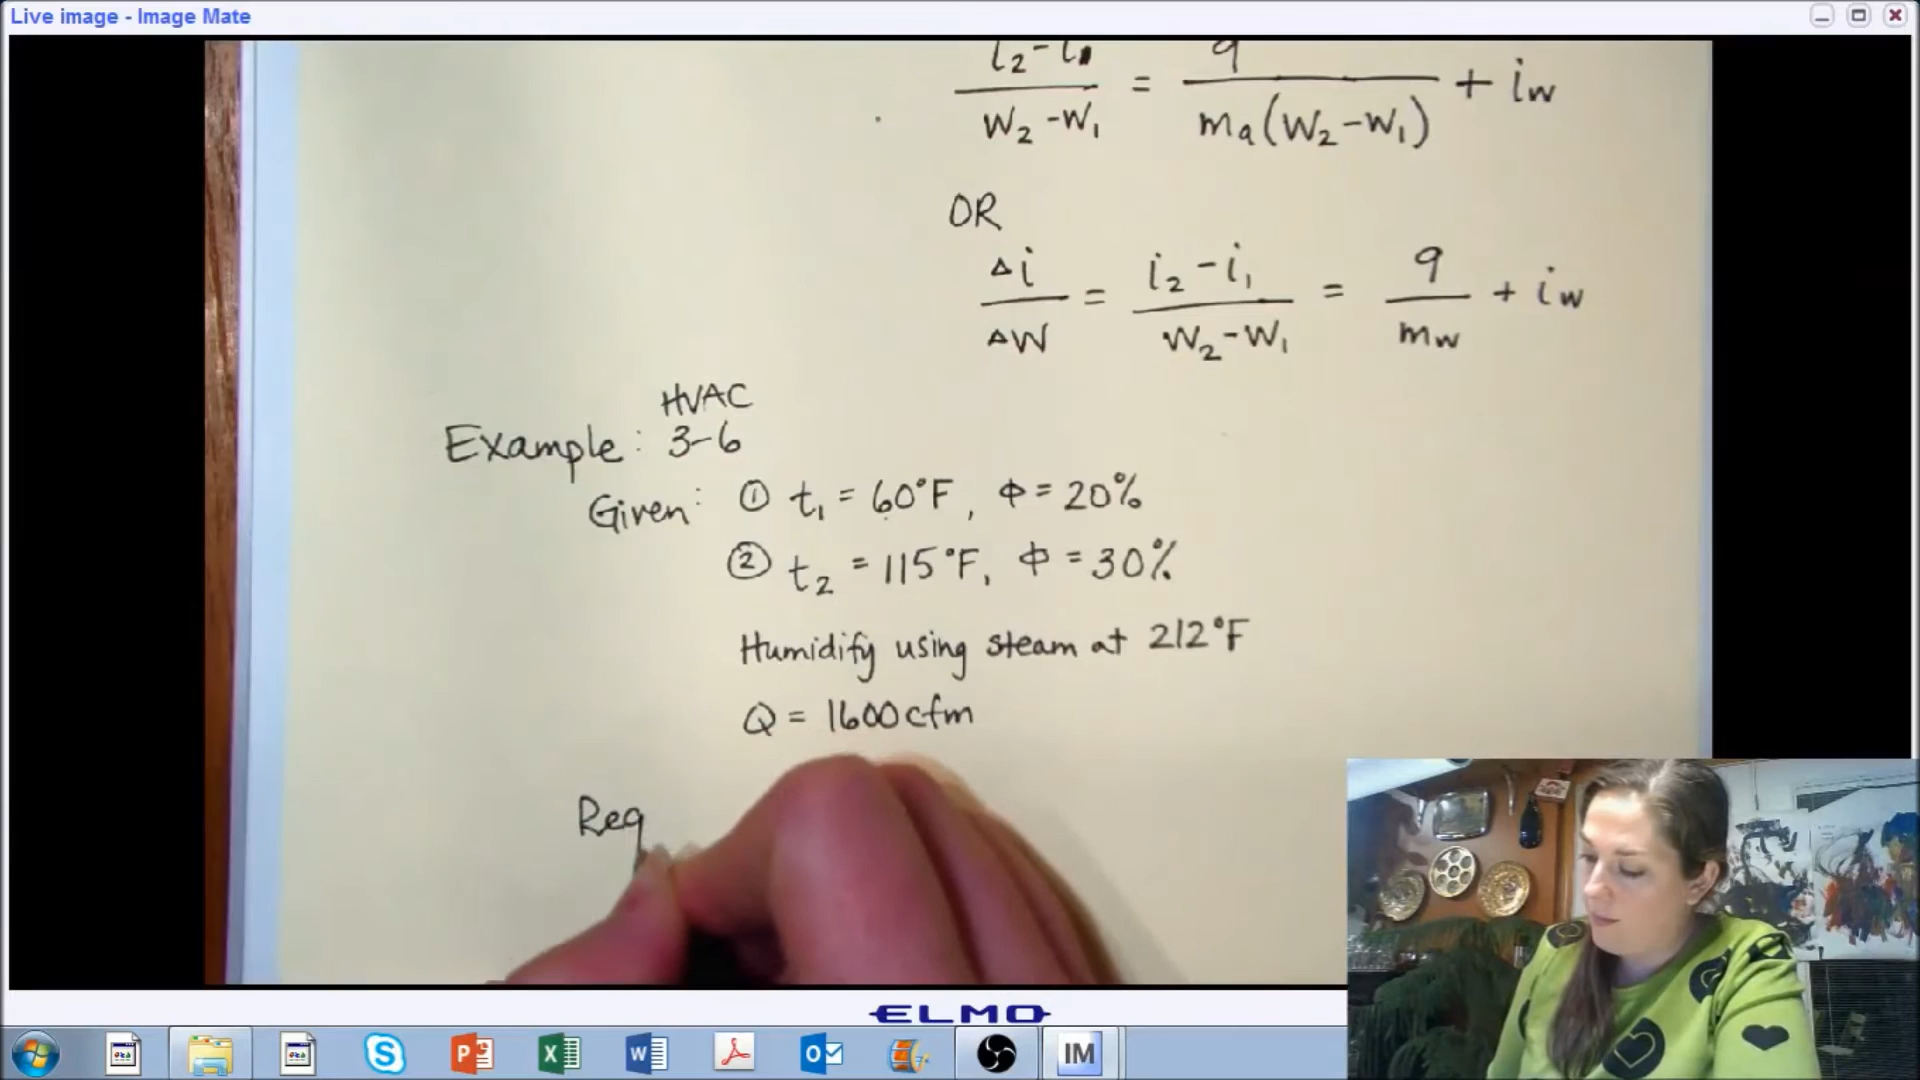 Live image - Image Mate
i₂ - i₁ / W₂ - W₁ = q / mₐ(W₂ - W₁) + i_w
OR
Δi / ΔW = i₂ - i₁ / W₂ - W₁ = q / m_w + i_w
HVAC
Example: 3-6
Given: ① t₁ = 60°F, Φ = 20%
② t₂ = 115°F, Φ = 30%
Humidify using steam at 212°F
Q = 1600 cfm
Req
ELMO
IM